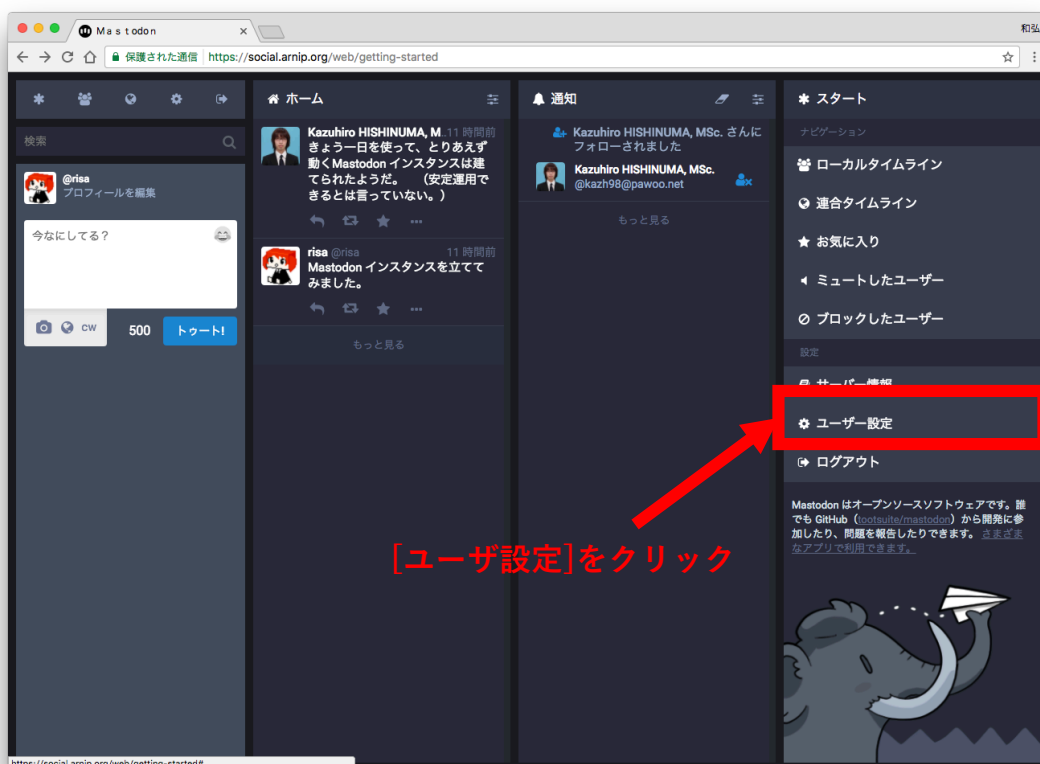 Mastodon
和弘
保護された通信
https://social.arnip.org/web/getting-started
検索
@risa
プロフィールを編集
今なにしてる？
CW
500
トゥート!
ホーム
Kazuhiro HISHINUMA, M… 11 時間前
きょう一日を使って、とりあえず
動くMastodon インスタンスは建
てられたようだ。 （安定運用で
きるとは言っていない。）
risa @risa 11 時間前
Mastodon インスタンスを立てて
みました。
もっと見る
通知
Kazuhiro HISHINUMA, MSc. さんに
フォローされました
Kazuhiro HISHINUMA, MSc.
@kazh98@pawoo.net
もっと見る
スタート
ナビゲーション
ローカルタイムライン
連合タイムライン
お気に入り
ミュートしたユーザー
ブロックしたユーザー
設定
サーバー情報
ユーザー設定
ログアウト
Mastodon はオープンソースソフトウェアです。誰
でも GitHub（tootsuite/mastodon）から開発に参
加したり、問題を報告したりできます。 さまざま
なアプリで利用できます。
[ユーザ設定]をクリック
https://social.arnip.org/web/getting-started#